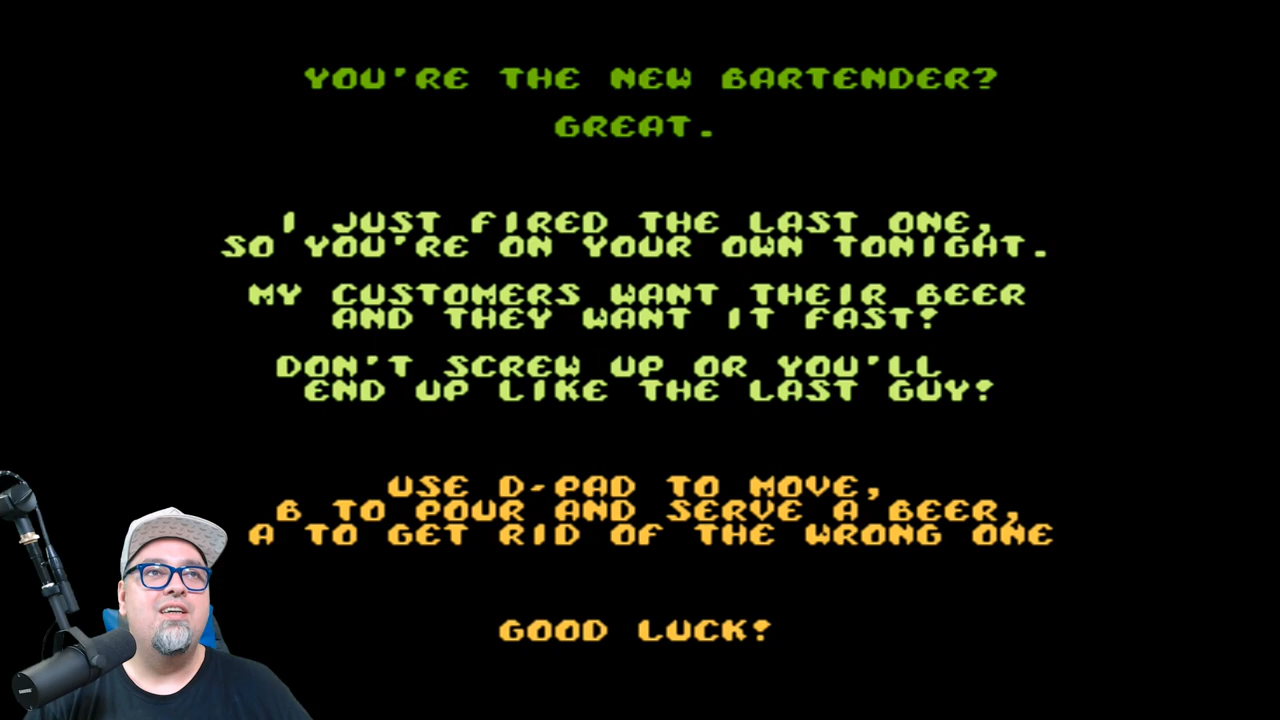 YOU'RE THE NEW BARTENDER?
GREAT.
I JUST FIRED THE LAST ONE,
SO YOU'RE ON YOUR OWN TONIGHT.
MY CUSTOMERS WANT THEIR BEER
AND THEY WANT IT FAST!
DON'T SCREW UP OR YOU'LL
END UP LIKE THE LAST GUY!
USE D-PAD TO MOVE,
B TO POUR AND SERVE A BEER,
A TO GET RID OF THE WRONG ONE
GOOD LUCK!